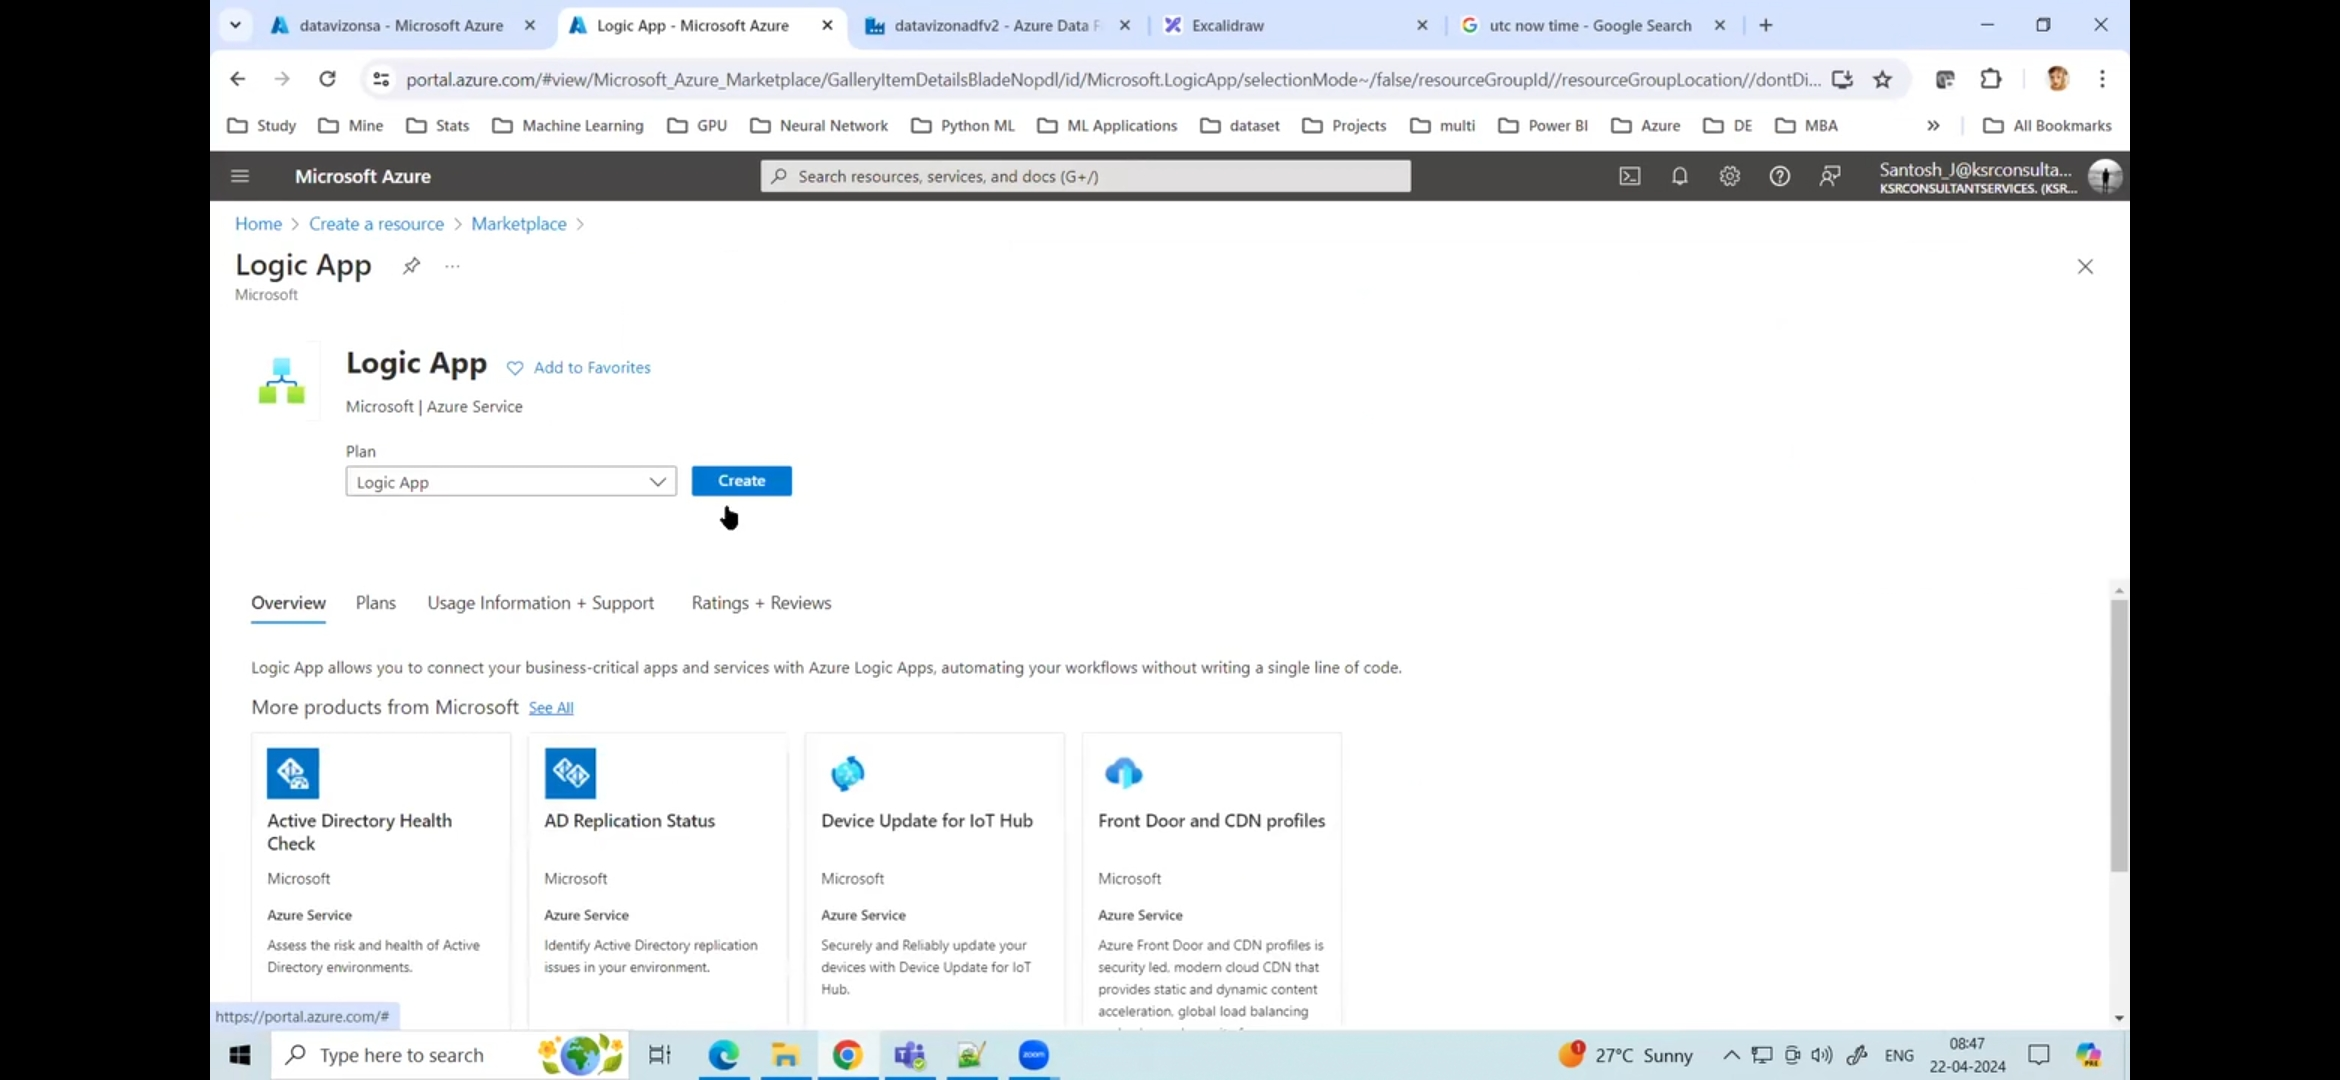 datavizonsa - Microsoft Azure
Logic App - Microsoft Azure
datavizonadfv2 - Azure Data F
Excalidraw
utc now time - Google Search
portal.azure.com/#view/Microsoft_Azure_Marketplace/GalleryItemDetailsBladeNopdl/id/Microsoft.LogicApp/selectionMode~/false/resourceGroupId//resourceGroupLocation//dontDi...
Study Mine Stats Machine Learning GPU Neural Network Python ML ML Applications dataset Projects multi Power BI Azure DE MBA » All Bookmarks
Microsoft Azure
Search resources, services, and docs (G+/)
Santosh_J@ksrconsulta...
KSRCONSULTANTSERVICES. (KSR...
Home > Create a resource > Marketplace >
Logic App ...
Microsoft
Logic App Add to Favorites
Microsoft | Azure Service
Plan
Logic App Create
Overview Plans Usage Information + Support Ratings + Reviews
Logic App allows you to connect your business-critical apps and services with Azure Logic Apps, automating your workflows without writing a single line of code.
More products from Microsoft See All
Active Directory Health
Check
Microsoft
Azure Service
Assess the risk and health of Active
Directory environments.
AD Replication Status
Microsoft
Azure Service
Identify Active Directory replication
issues in your environment.
Device Update for IoT Hub
Microsoft
Azure Service
Securely and Reliably update your
devices with Device Update for IoT
Hub.
Front Door and CDN profiles
Microsoft
Azure Service
Azure Front Door and CDN profiles is
security led, modern cloud CDN that
provides static and dynamic content
acceleration, global load balancing
https://portal.azure.com/#
Type here to search
zoom
1
27°C Sunny
ENG
08:47
22-04-2024
PRE